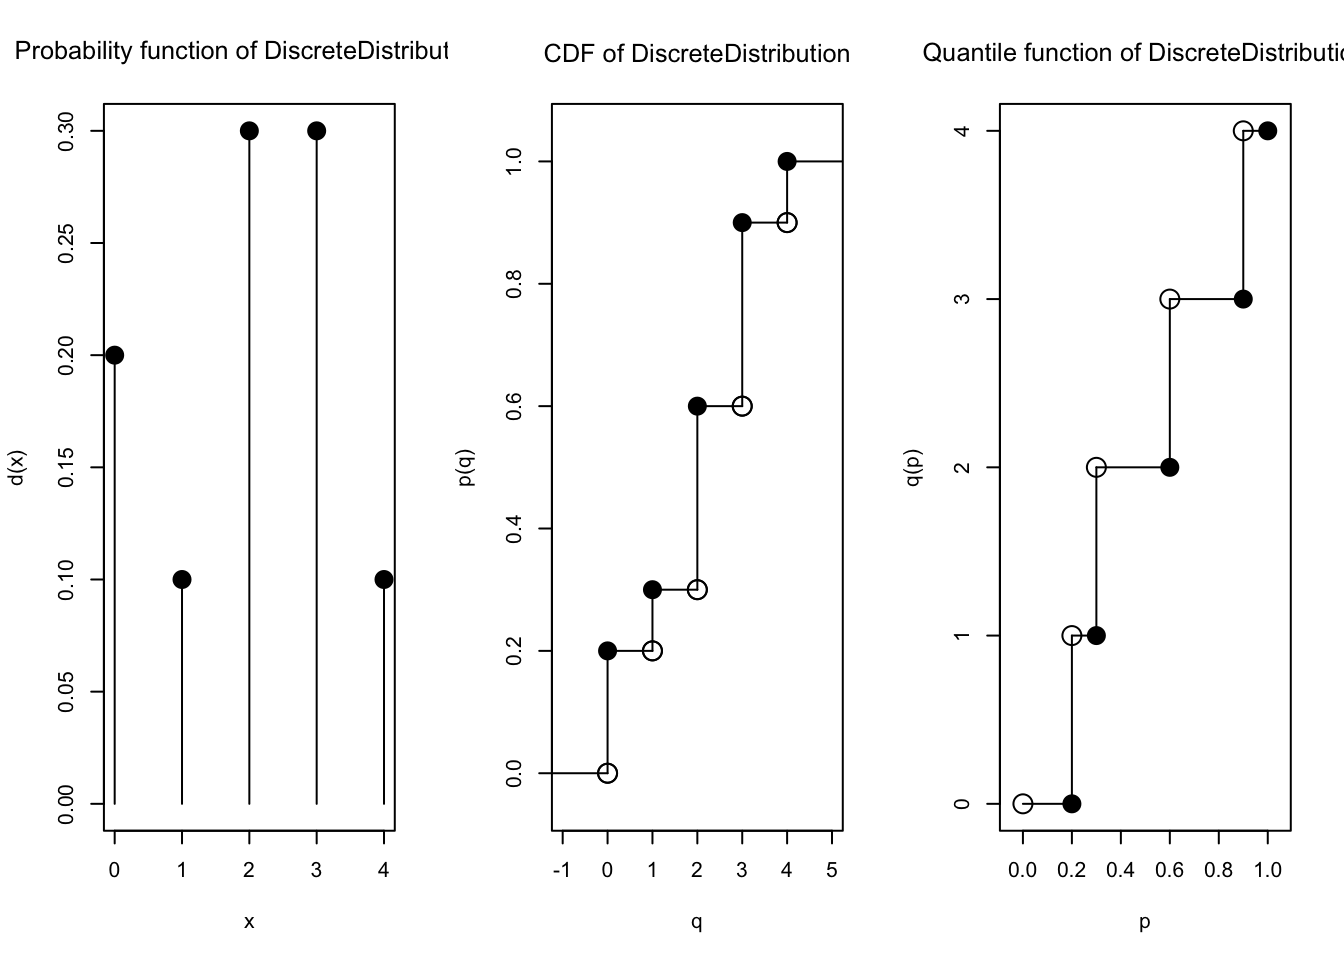 Probability function of DiscreteDistribut
d(x)
0.30
0.25
0.20
0.15
0.10
0.05
0.00
0 1 2 3 4
x
CDF of DiscreteDistribution
p(q)
1.0
0.8
0.6
0.4
0.2
0.0
-1 0 1 2 3 4 5
q
Quantile function of DiscreteDistributio
q(p)
4
3
2
1
0
0.0 0.2 0.4 0.6 0.8 1.0
p